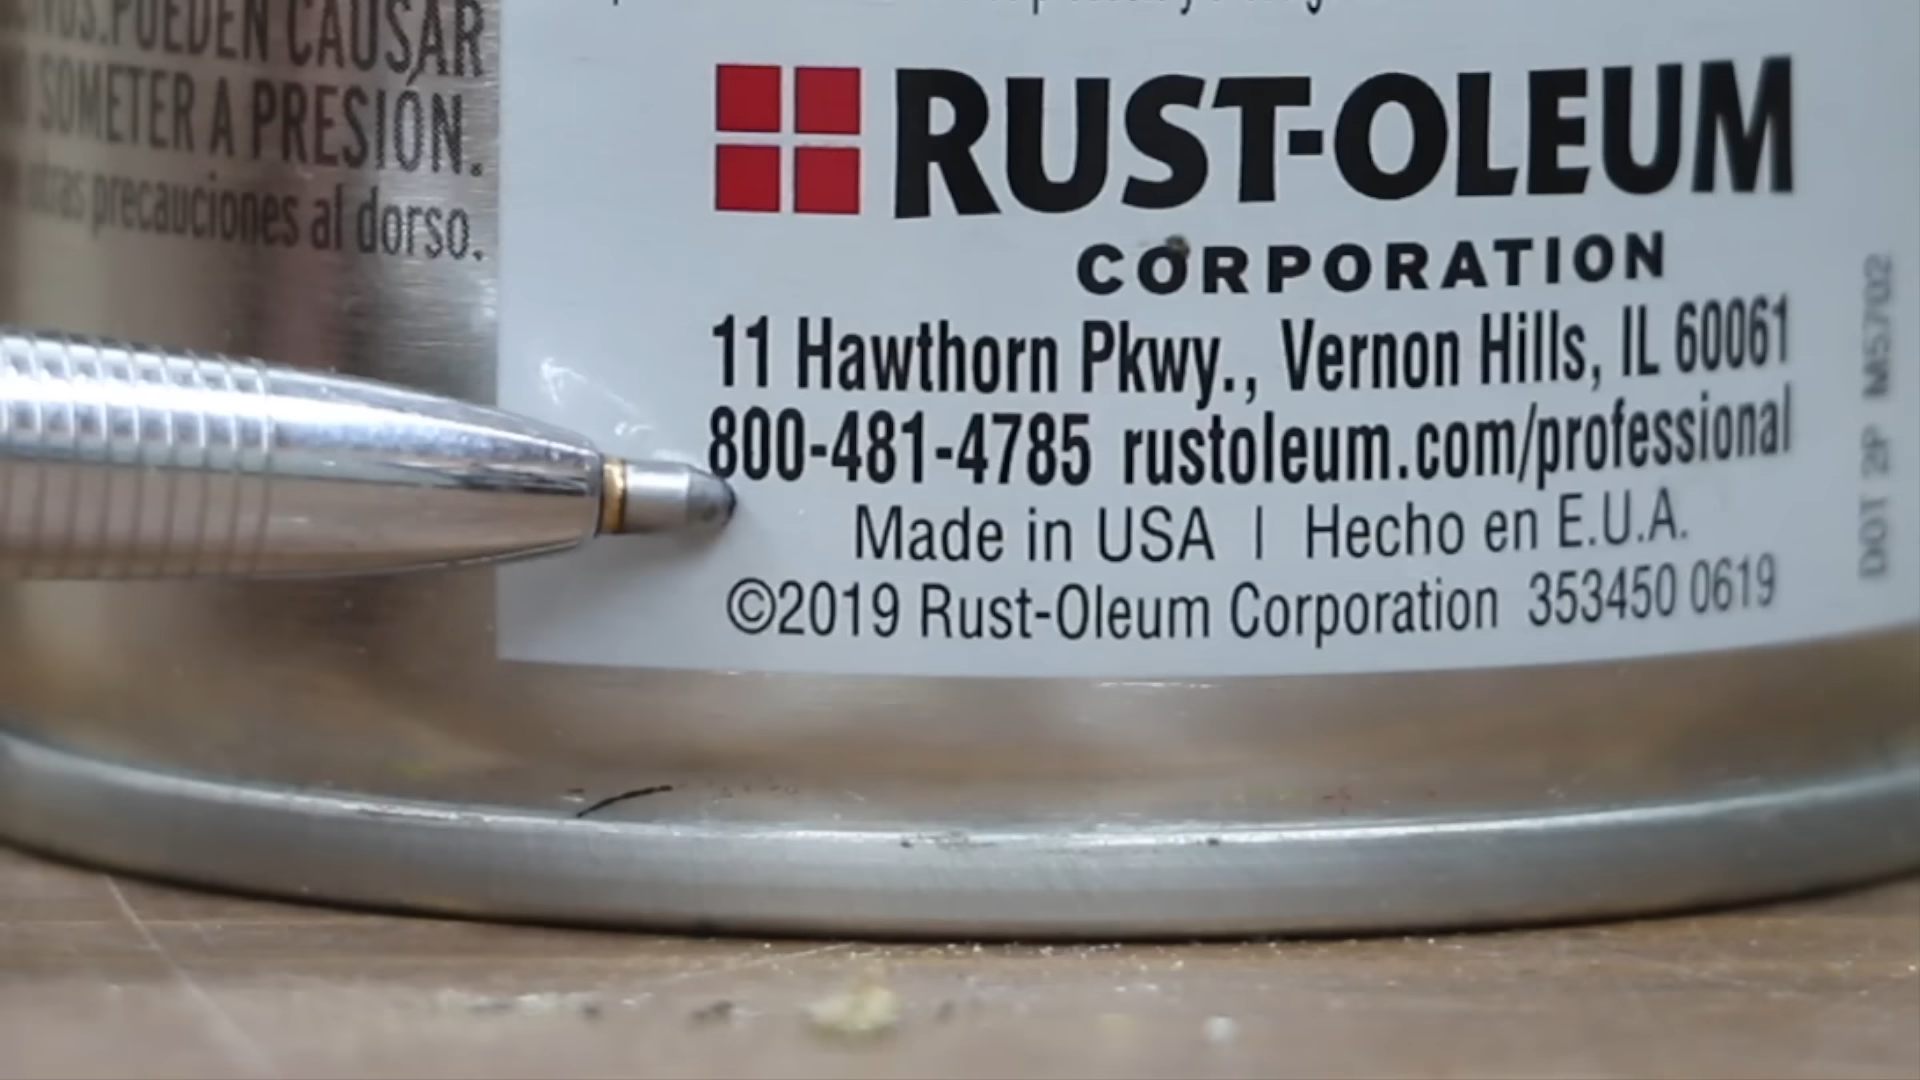 PUEDEN CAUSAR
SOMETER A PRESIÓN.
otras precauciones al dorso.
RUST-OLEUM
CORPORATION
11 Hawthorn Pkwy., Vernon Hills, IL 60061
800-481-4785 rustoleum.com/professional
Made in USA | Hecho en E.U.A.
©2019 Rust-Oleum Corporation 353450 0619
DOT 2P M5702